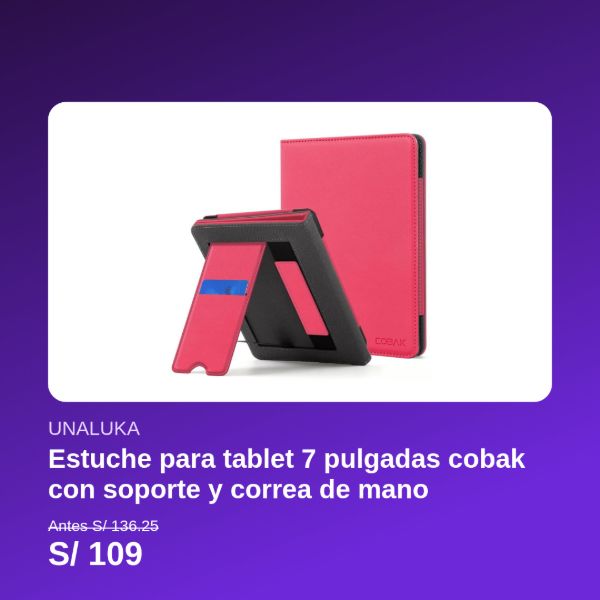 COBAK
UNALUKA
Estuche para tablet 7 pulgadas cobak
con soporte y correa de mano
Antes S/ 136.25
S/ 109